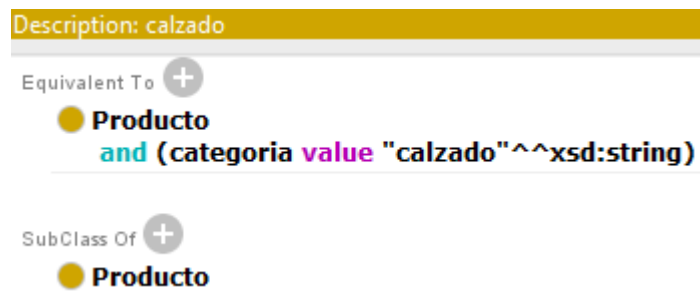 Description: calzado
Equivalent To
Producto
and (categoria value "calzado"^^xsd:string)
SubClass Of
Producto